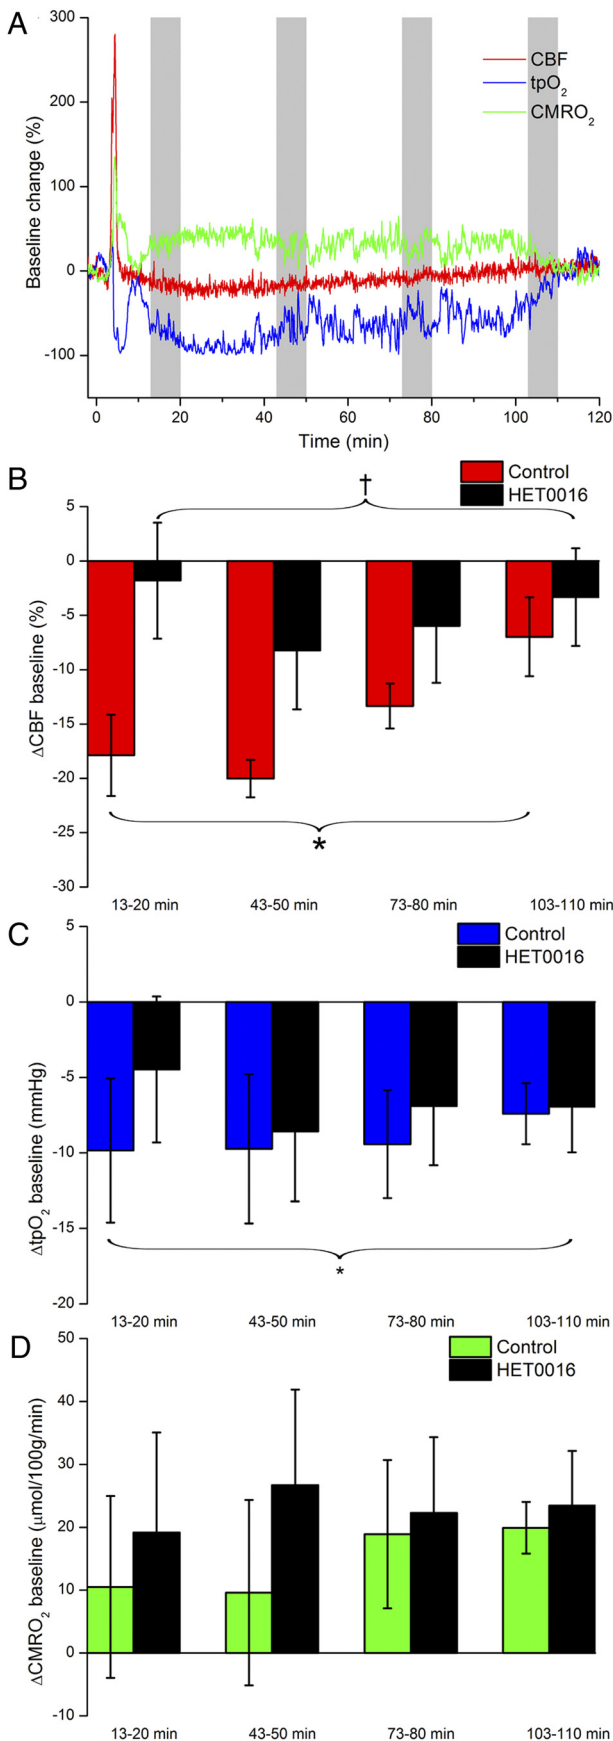 A
300
200
100
0
-100
Baseline change (%)
CBF
tpO2
CMRO2
0 20 40 60 80 100 120
Time (min)
B
Control
HET0016
†
5
0
-5
-10
-15
-20
-25
-30
ΔCBF baseline (%)
*
13-20 min 43-50 min 73-80 min 103-110 min
C
Control
HET0016
5
0
-5
-10
-15
-20
ΔtpO2 baseline (mmHg)
*
13-20 min 43-50 min 73-80 min 103-110 min
D
Control
HET0016
50
40
30
20
10
0
-10
ΔCMRO2 baseline (μmol/100g/min)
13-20 min 43-50 min 73-80 min 103-110 min